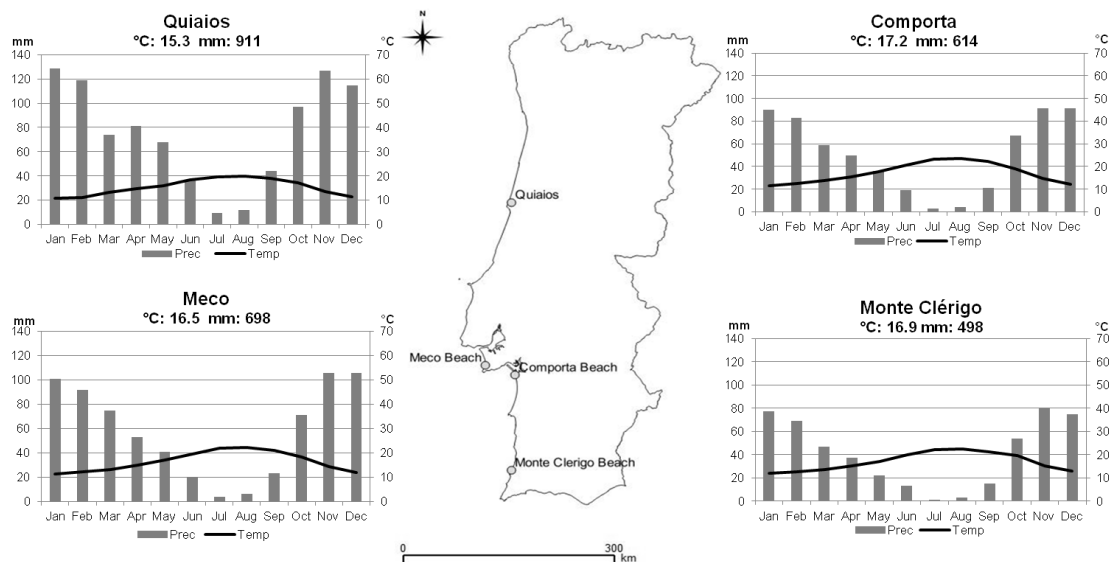 Quiaios
°C: 15.3 mm: 911
mm
°C
140
120
100
80
60
40
20
0
70
60
50
40
30
20
10
0
Jan Feb Mar Apr May Jun Jul Aug Sep Oct Nov Dec
Prec Temp
Meco
°C: 16.5 mm: 698
mm
°C
140
120
100
80
60
40
20
0
70
60
50
40
30
20
10
0
Jan Feb Mar Apr May Jun Jul Aug Sep Oct Nov Dec
Prec Temp
N
Quiaios
Meco Beach
Comporta Beach
Monte Clerigo Beach
0 300
km
Comporta
°C: 17.2 mm: 614
mm
°C
140
120
100
80
60
40
20
0
70
60
50
40
30
20
10
0
Jan Feb Mar Apr May Jun Jul Aug Sep Oct Nov Dec
Prec Temp
Monte Clérigo
°C: 16.9 mm: 498
mm
°C
140
120
100
80
60
40
20
0
70
60
50
40
30
20
10
0
Jan Feb Mar Apr May Jun Jul Aug Sep Oct Nov Dec
Prec Temp